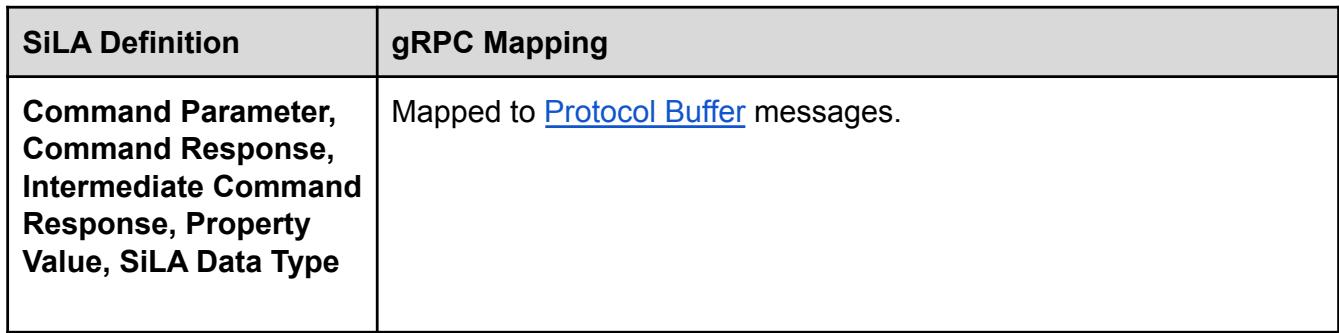 SiLA Definition
gRPC Mapping
Command Parameter,
Command Response,
Intermediate Command
Response, Property
Value, SiLA Data Type
Mapped to Protocol Buffer messages.